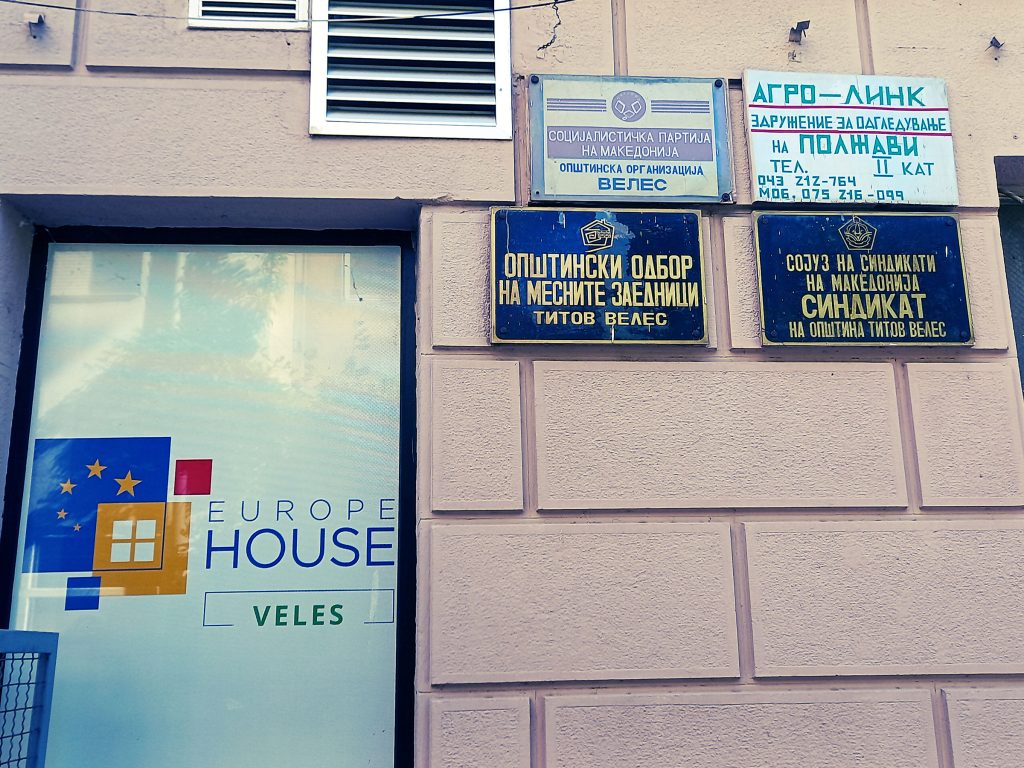 СОЦИЈАЛИСТИЧКА ПАРТИЈА
НА МАКЕДОНИЈА
ОПШТИНСКА ОРГАНИЗАЦИЈА
ВЕЛЕС
АГРО-ЛИНК
ЗДРУЖЕНИЕ ЗА ОДГЛЕДУВАЊЕ
НА ПОЛЖАВИ
ТЕЛ. II КАТ
043 212-764
МОБ. 075 216-099
ОПШТИНСКИ ОДБОР
НА МЕСНИТЕ ЗАЕДНИЦИ
ТИТОВ ВЕЛЕС
СОЈУЗ НА СИНДИКАТИ
НА МАКЕДОНИЈА
СИНДИКАТ
НА ОПШТИНА ТИТОВ ВЕЛЕС
EUROPE
HOUSE
VELES